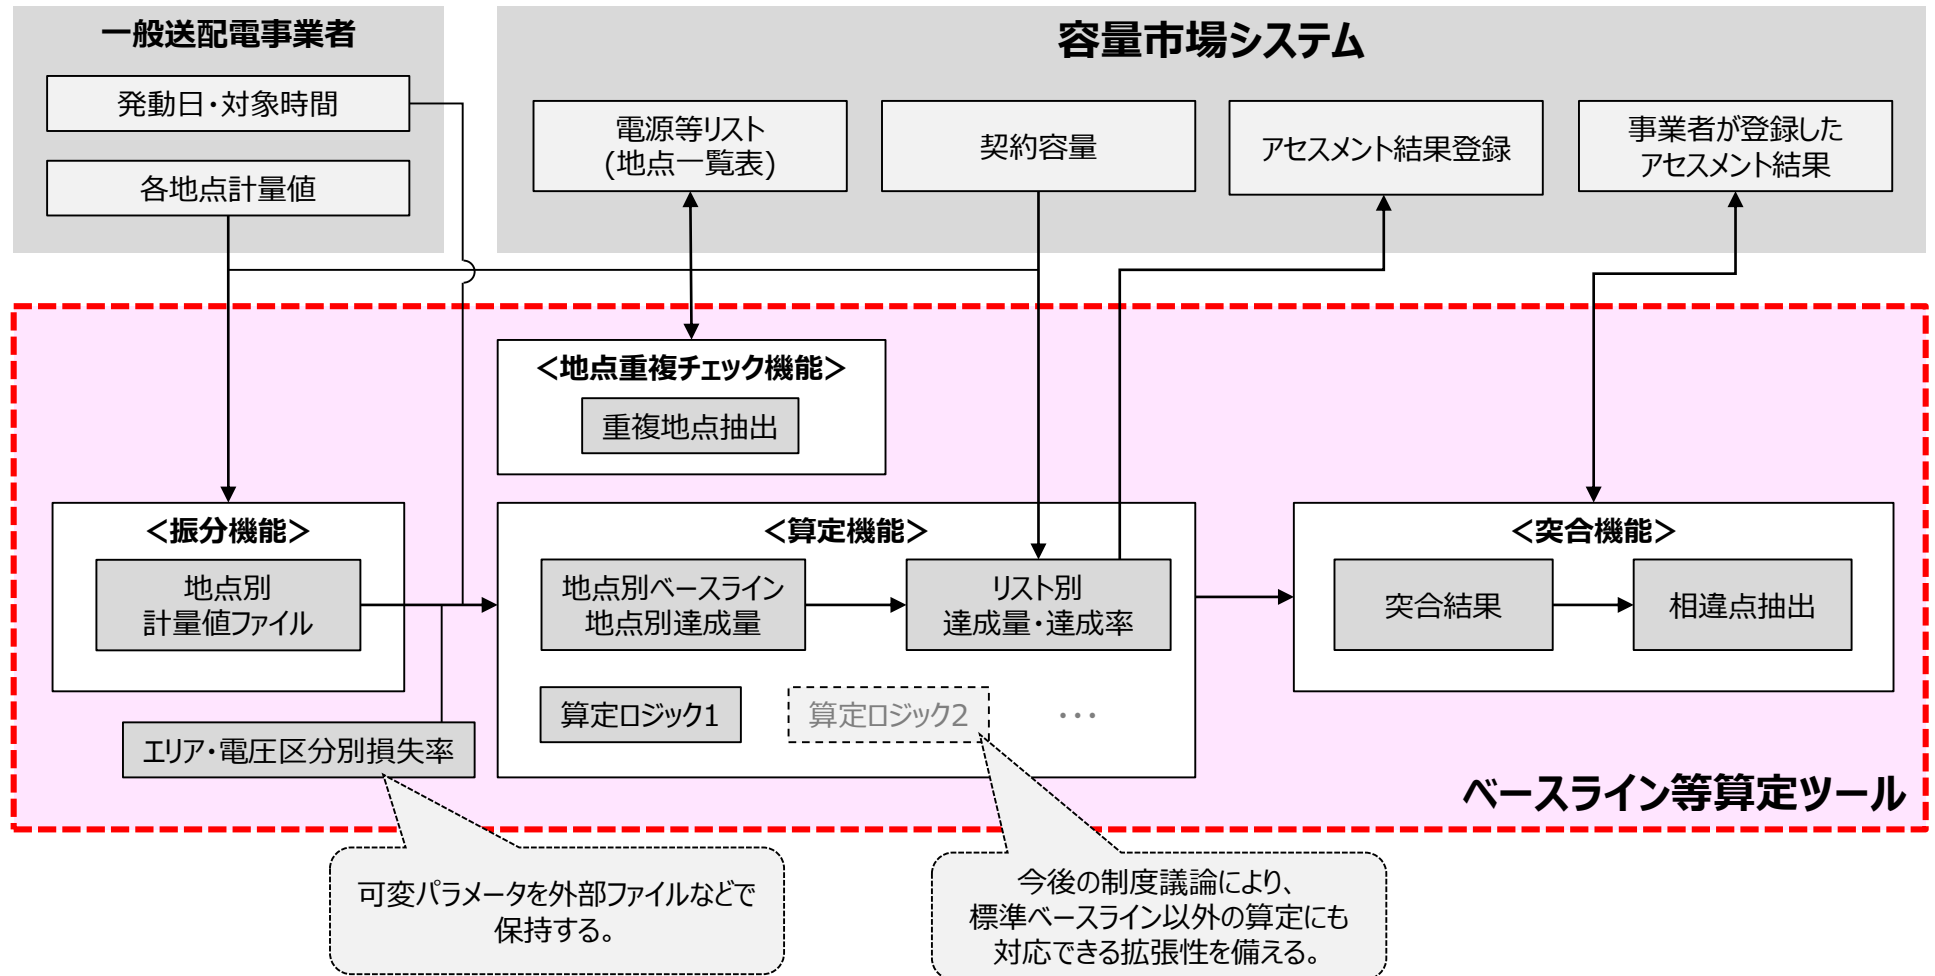 一般送配電事業者
発動日・対象時間
各地点計量値
容量市場システム
電源等リスト
(地点一覧表)
契約容量
アセスメント結果登録
事業者が登録した
アセスメント結果
＜地点重複チェック機能＞
重複地点抽出
＜振分機能＞
地点別
計量値ファイル
エリア・電圧区分別損失率
＜算定機能＞
地点別ベースライン
地点別達成量
リスト別
達成量・達成率
算定ロジック1
算定ロジック2
・・・
＜突合機能＞
突合結果
相違点抽出
ベースライン等算定ツール
可変パラメータを外部ファイルなどで
保持する。
今後の制度議論により、
標準ベースライン以外の算定にも
対応できる拡張性を備える。